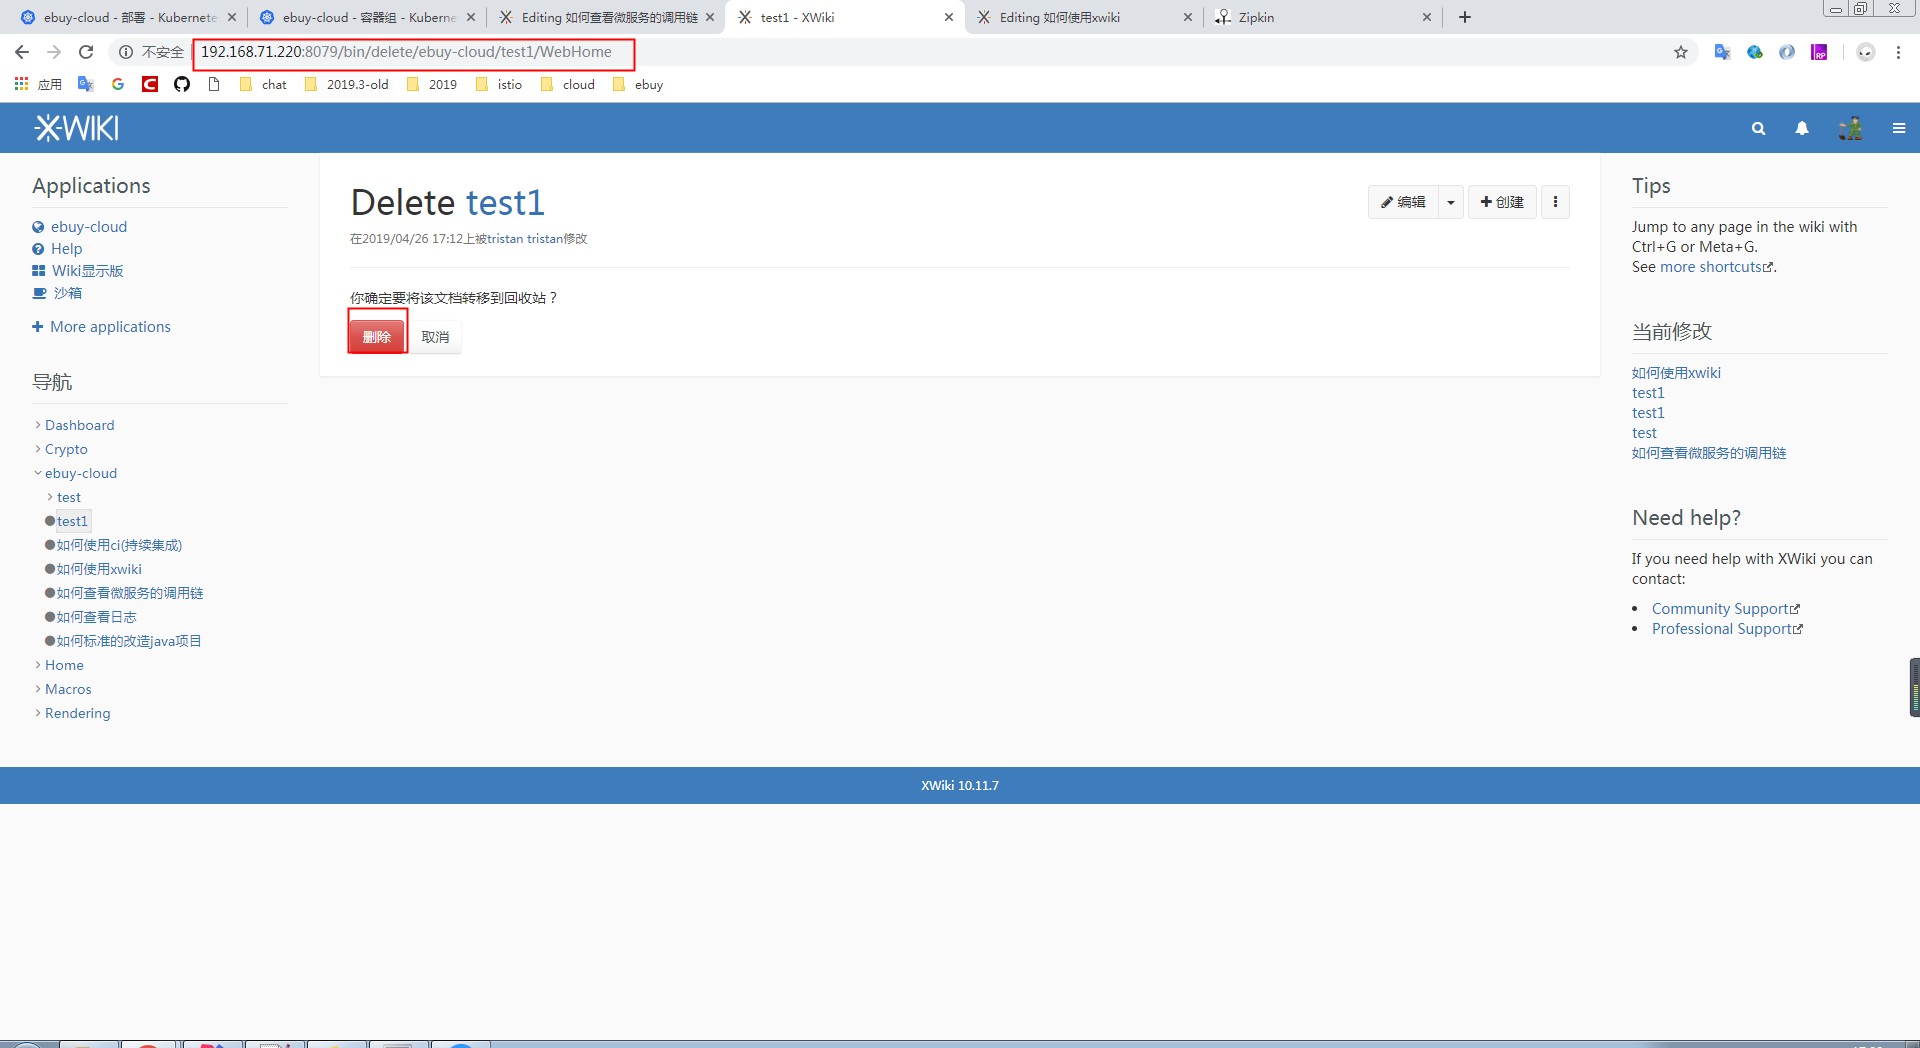 ebuy-cloud - 部署 - Kubernete
ebuy-cloud - 容器组 - Kuberne
Editing 如何查看微服务的调用链
test1 - XWiki
Editing 如何使用xwiki
Zipkin
不安全
192.168.71.220:8079/bin/delete/ebuy-cloud/test1/WebHome
应用
chat
2019.3-old
2019
istio
cloud
ebuy
XWIKI
Applications
ebuy-cloud
Help
Wiki显示版
沙箱
More applications
导航
Dashboard
Crypto
ebuy-cloud
test
test1
如何使用ci(持续集成)
如何使用xwiki
如何查看微服务的调用链
如何查看日志
如何标准的改造java项目
Home
Macros
Rendering
Delete test1
编辑
创建
在2019/04/26 17:12上被tristan tristan修改
你确定要将该文档转移到回收站？
删除
取消
Tips
Jump to any page in the wiki with
Ctrl+G or Meta+G.
See more shortcuts.
当前修改
如何使用xwiki
test1
test1
test
如何查看微服务的调用链
Need help?
If you need help with XWiki you can
contact:
Community Support
Professional Support
XWiki 10.11.7